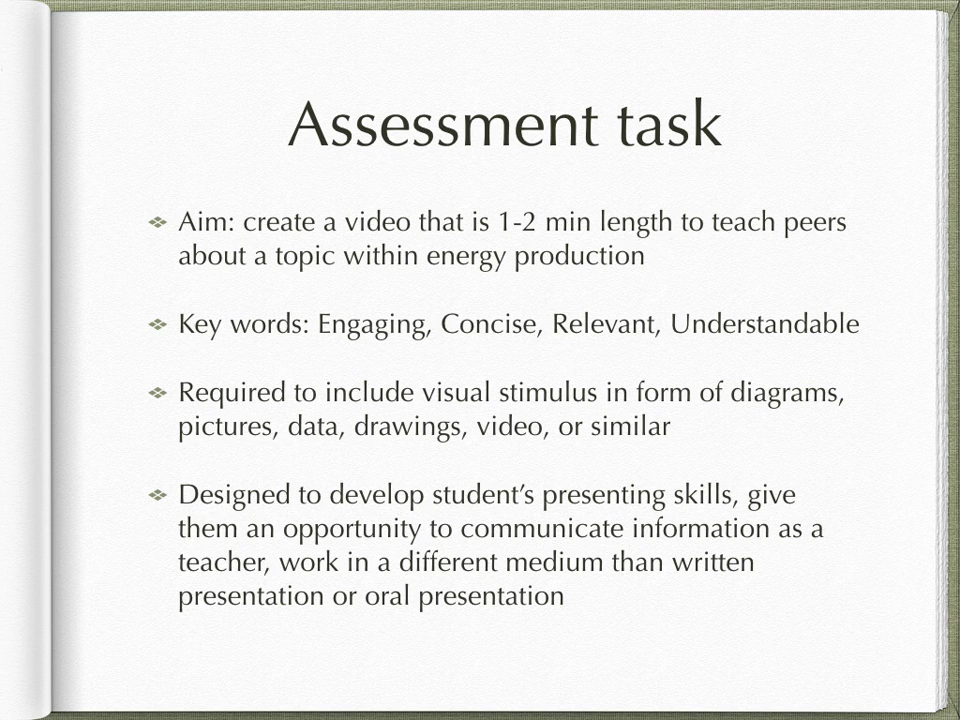 Assessment task
Aim: create a video that is 1-2 min length to teach peers
about a topic within energy production
Key words: Engaging, Concise, Relevant, Understandable
Required to include visual stimulus in form of diagrams,
pictures, data, drawings, video, or similar
Designed to develop student’s presenting skills, give
them an opportunity to communicate information as a
teacher, work in a different medium than written
presentation or oral presentation